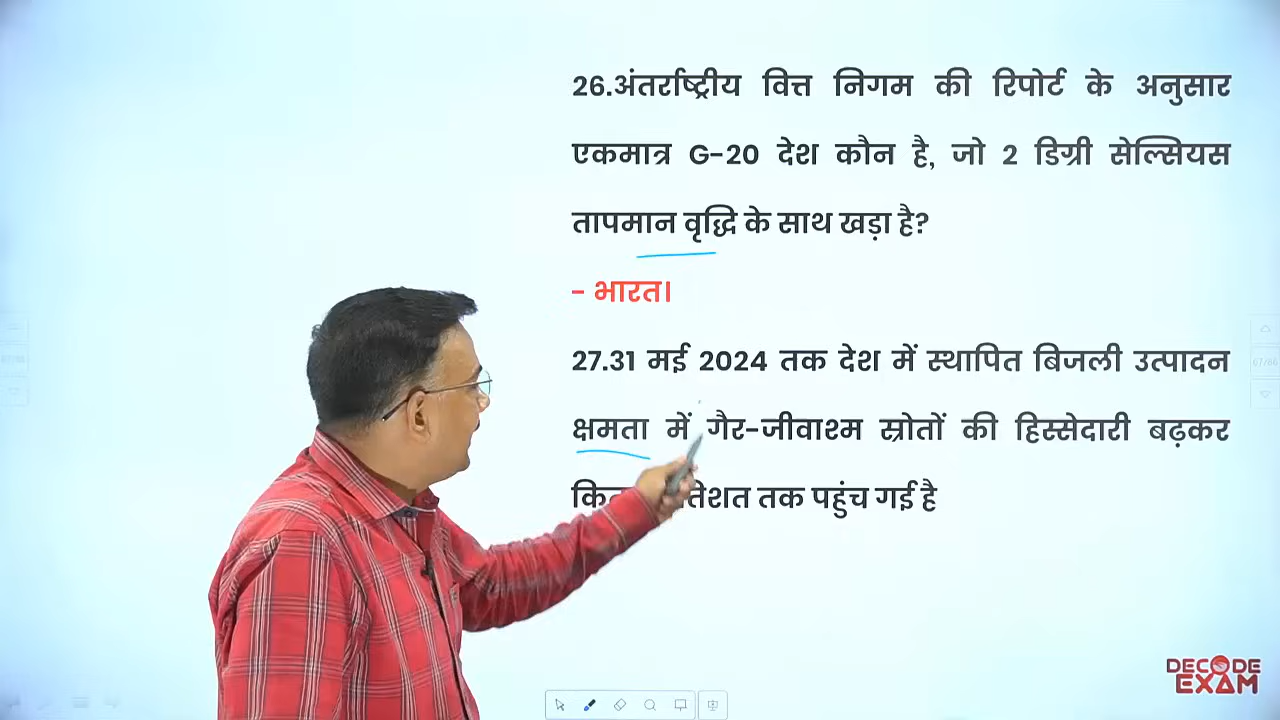 26.अंतर्राष्ट्रीय वित्त निगम की रिपोर्ट के अनुसार
एकमात्र G-20 देश कौन है, जो 2 डिग्री सेल्सियस
तापमान वृद्धि के साथ खड़ा है?
- भारत।
27.31 मई 2024 तक देश में स्थापित बिजली उत्पादन
क्षमता में गैर-जीवाश्म स्रोतों की हिस्सेदारी बढ़कर
तक पहुंच गई है
DECODE
EXAM